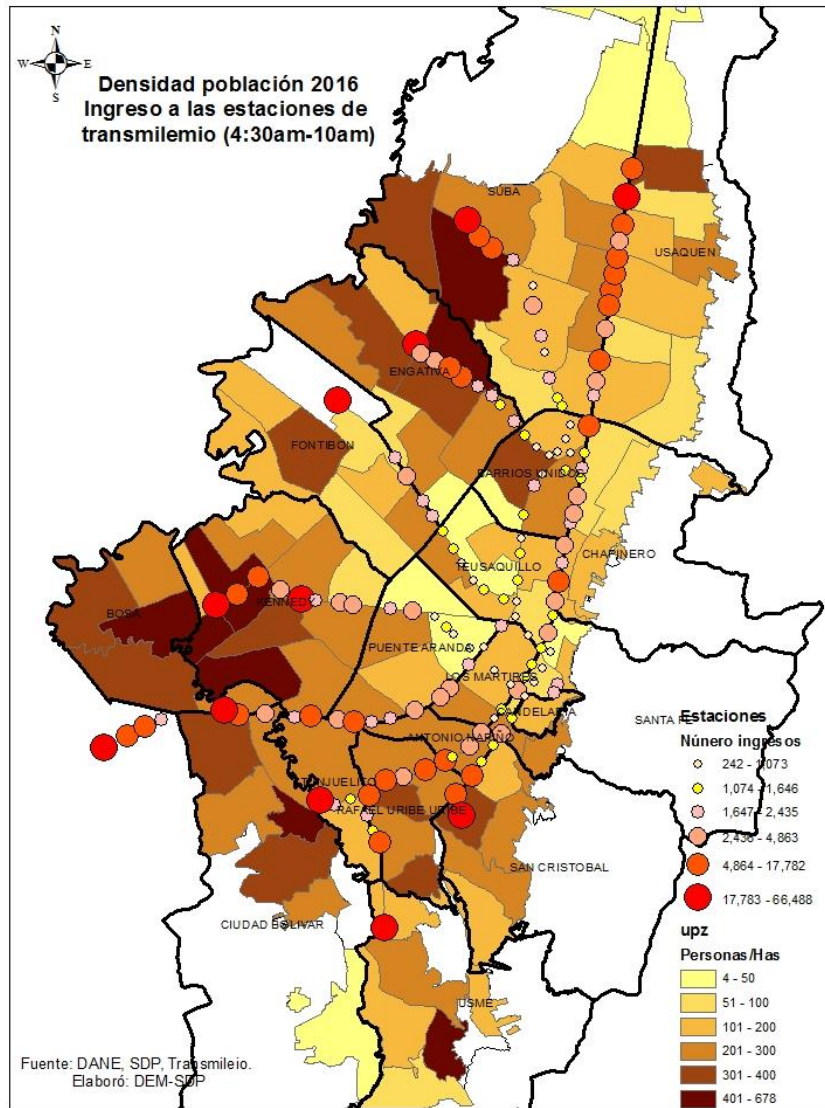 N
W E
S
Densidad población 2016
Ingreso a las estaciones de
transmilemio (4:30am-10am)
SUBA
USAQUEN
ENGATIVA
FONTIBON
BARRIOS UNIDOS
CHAPINERO
TEUSAQUILLO
BOSA
KENNEDY
PUENTE ARANDA
LOS MARTIRES
CANDELARIA
SANTA FE
ANTONIO NARIÑO
TUNJUELITO
RAFAEL URIBE URIBE
SAN CRISTOBAL
CIUDAD BOLIVAR
USME
Estaciones
Número ingresos
242 - 1,073
1,074 - 1,646
1,647 - 2,435
2,436 - 4,863
4,864 - 17,782
17,783 - 66,488
upz
Personas/Has
4 - 50
51 - 100
101 - 200
201 - 300
301 - 400
401 - 678
Fuente: DANE, SDP, Transmileio.
Elaboró: DEM-SDP